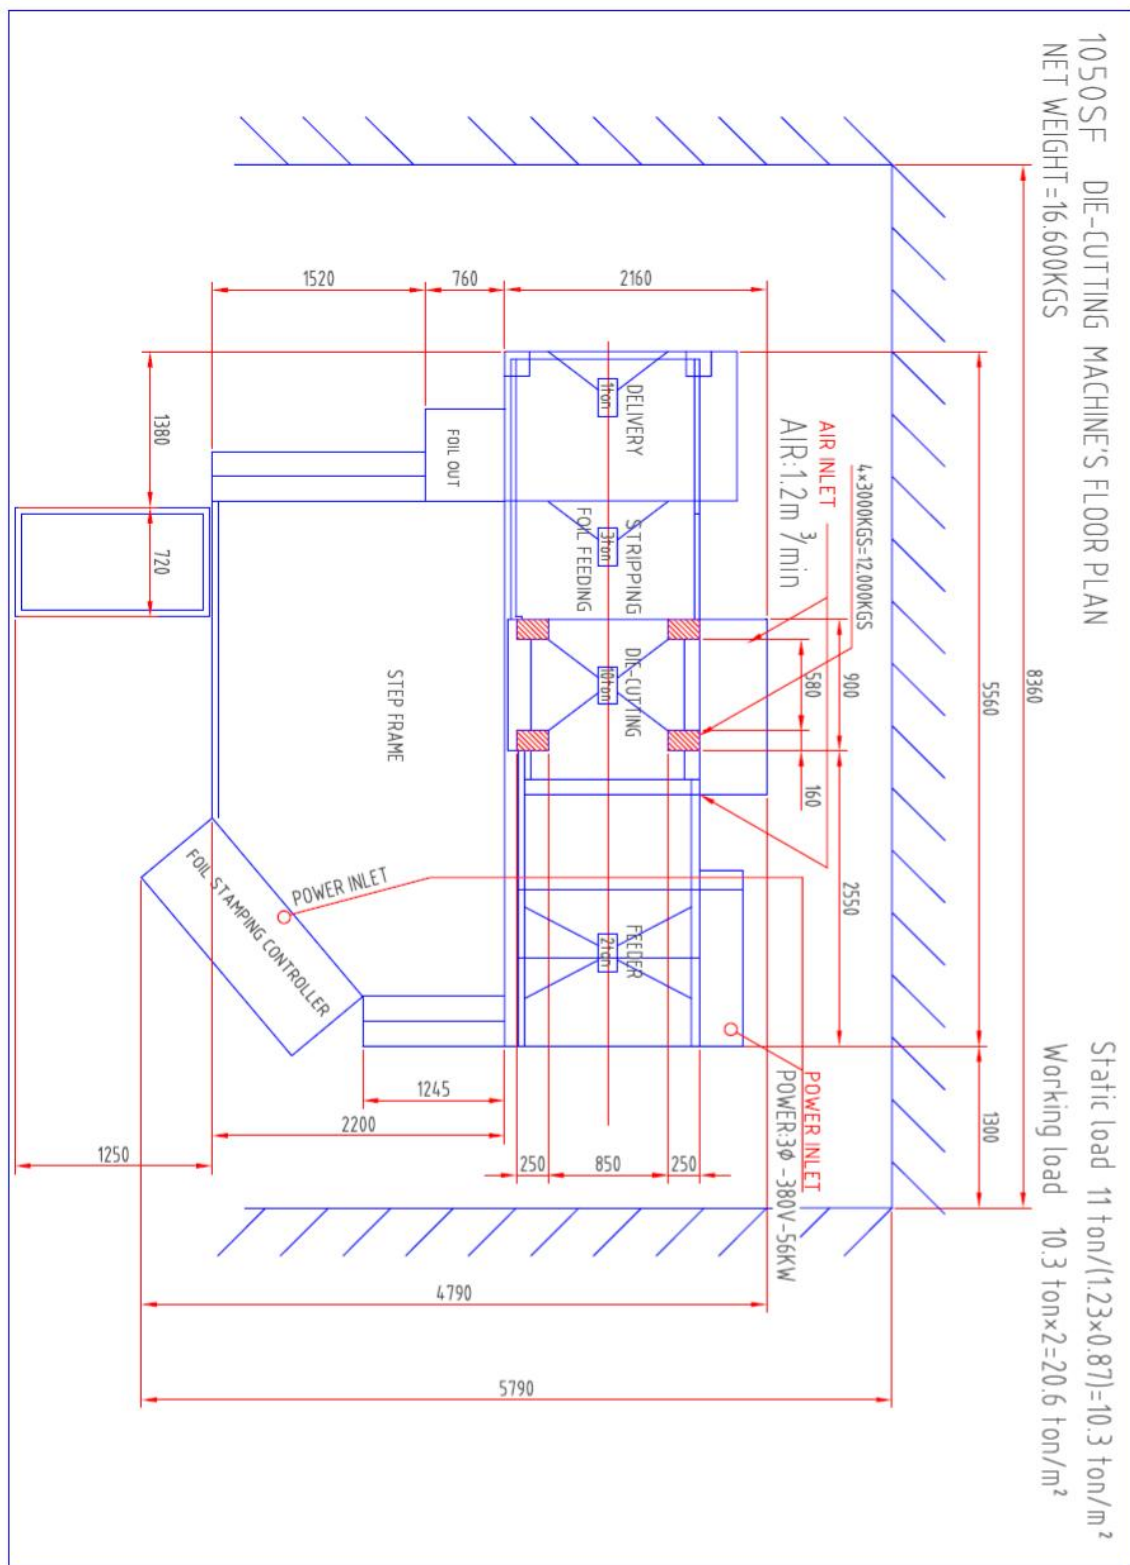 1050SF DIE-CUTTING MACHINE'S FLOOR PLAN
NET WEIGHT=16.600KGS
Static load 11 ton/(1.23×0.87)=10.3 ton/m²
Working load 10.3 ton×2=20.6 ton/m²
8360
5560
1300
900
2550
580
160
4×3000KGS=12.000KGS
AIR INLET
AIR:1.2m³/min
POWER INLET
POWER:3Ø-380V-56KW
2160
760
1520
DELIVERY
1ton
STRIPPING
3ton
FOIL FEEDING
DIE-CUTTING
10ton
FEEDER
2ton
FOIL OUT
STEP FRAME
POWER INLET
FOIL STAMPING CONTROLLER
1380
720
250
850
250
1245
2200
1250
4790
5790